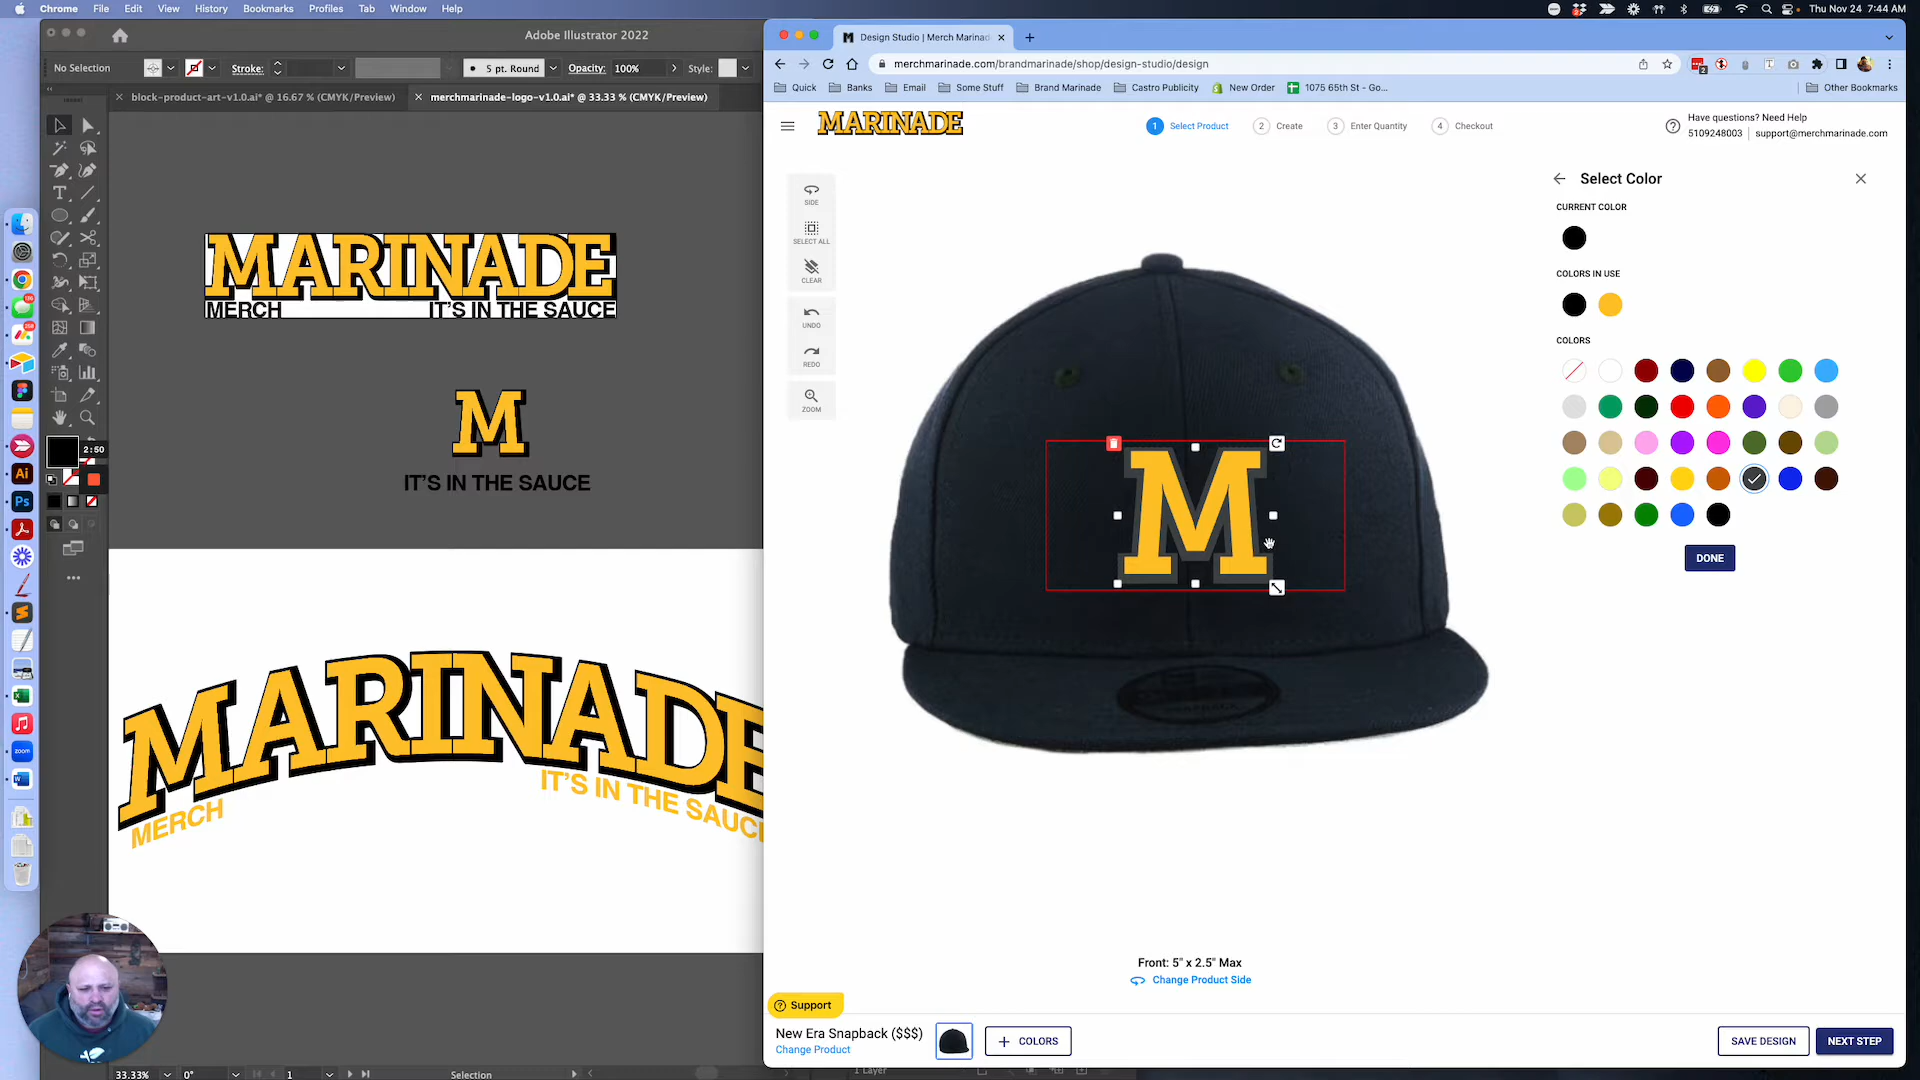 Chrome File Edit View History Bookmarks Profiles Tab Window Help
Thu Nov 24 7:44 AM
Adobe Illustrator 2022
No Selection
Stroke:
5 pt. Round
Opacity: 100%
Style:
block-product-art-v1.0.ai* @ 16.67 % (CMYK/Preview)
merchmarinade-logo-v1.0.ai* @ 33.33 % (CMYK/Preview)
MARINADE
MERCH IT'S IN THE SAUCE
M
IT'S IN THE SAUCE
2:50
MARINADE
MERCH IT'S IN THE SAUCE
33.33%
0°
1
Selection
Design Studio | Merch Marinad
merchmarinade.com/brandmarinade/shop/design-studio/design
Quick Banks Email Some Stuff Brand Marinade Castro Publicity New Order 1075 65th St - Go... Other Bookmarks
MARINADE
1 Select Product
2 Create
3 Enter Quantity
4 Checkout
Have questions? Need Help
5109248003 support@merchmarinade.com
SIDE
SELECT ALL
CLEAR
UNDO
REDO
ZOOM
M
Select Color
CURRENT COLOR
COLORS IN USE
COLORS
DONE
Front: 5" x 2.5" Max
Change Product Side
Support
New Era Snapback ($$$)
Change Product
+ COLORS
SAVE DESIGN
NEXT STEP
1 Layer